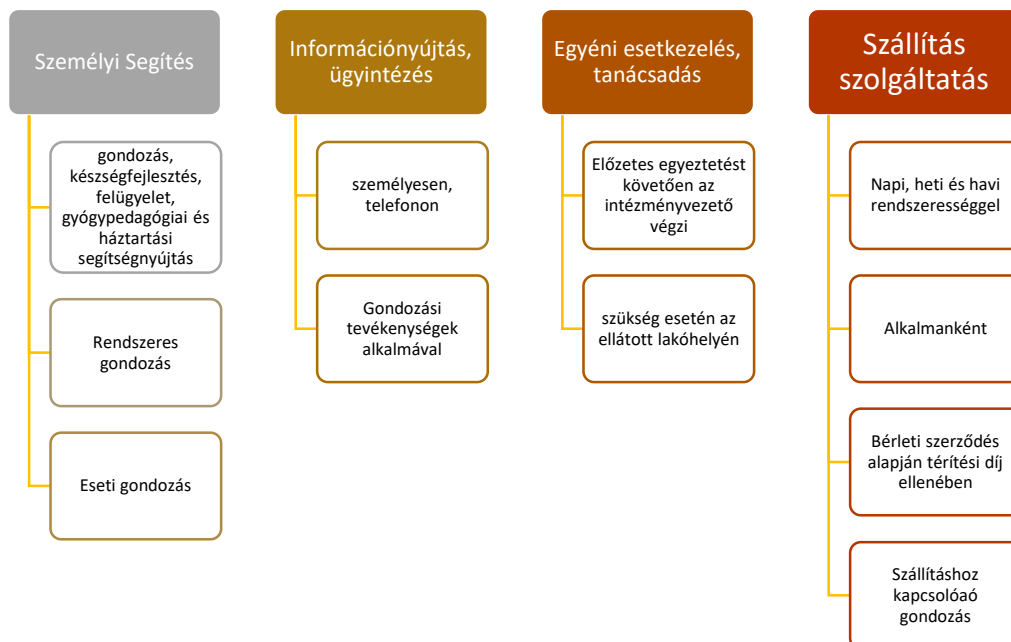 Személyi Segítés
gondozás,
készségfejlesztés,
felügyelet,
gyógypedagógiai és
háztartási
segítségnyújtás
Rendszeres
gondozás
Eseti gondozás
Információnyújtás,
ügyintézés
személyesen,
telefonon
Gondozási
tevékenységek
alkalmával
Egyéni esetkezelés,
tanácsadás
Előzetes egyeztetést
követően az
intézményvezető
végzi
szükség esetén az
ellátott lakóhelyén
Szállítás
szolgáltatás
Napi, heti és havi
rendszerességgel
Alkalmanként
Bérleti szerződés
alapján térítési díj
ellenében
Szállításhoz
kapcsolóaó
gondozás